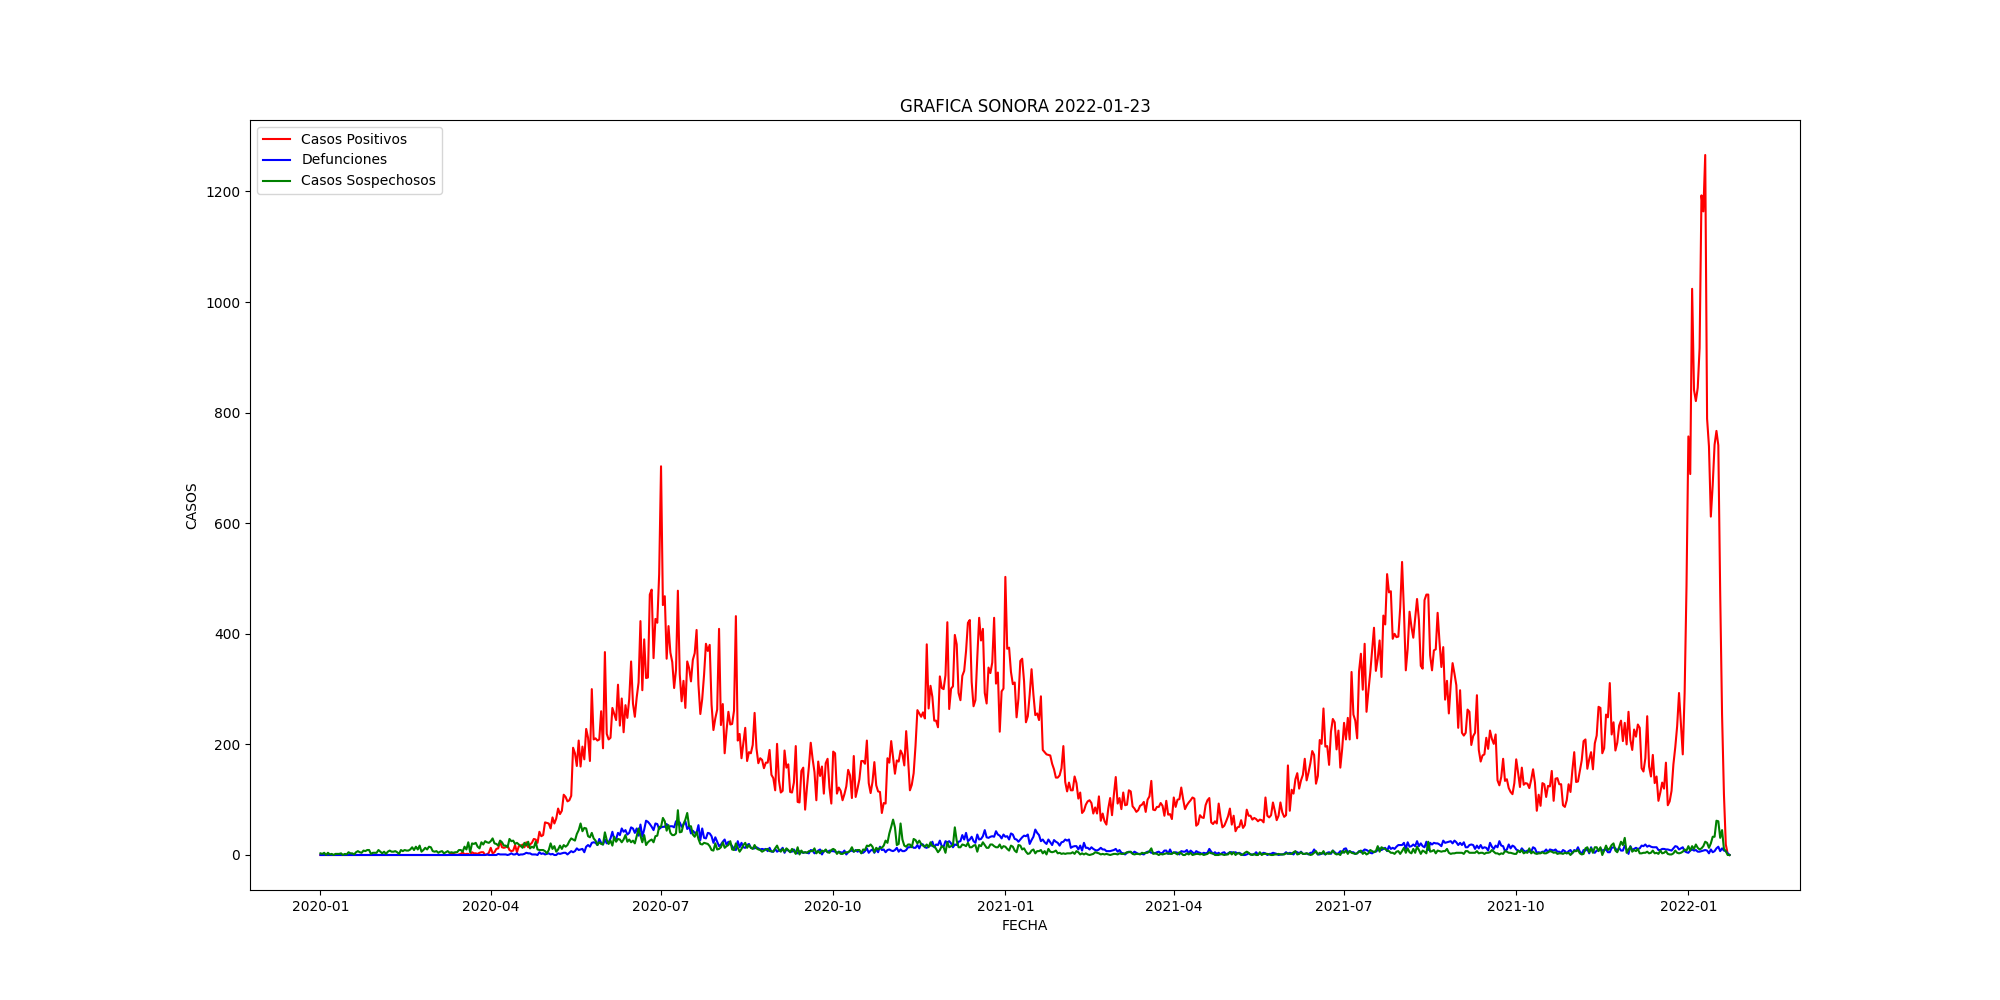 GRAFICA SONORA 2022-01-23
Casos Positivos
Defunciones
Casos Sospechosos
CASOS
1200
1000
800
600
400
200
0
2020-01
2020-04
2020-07
2020-10
2021-01
2021-04
2021-07
2021-10
2022-01
FECHA